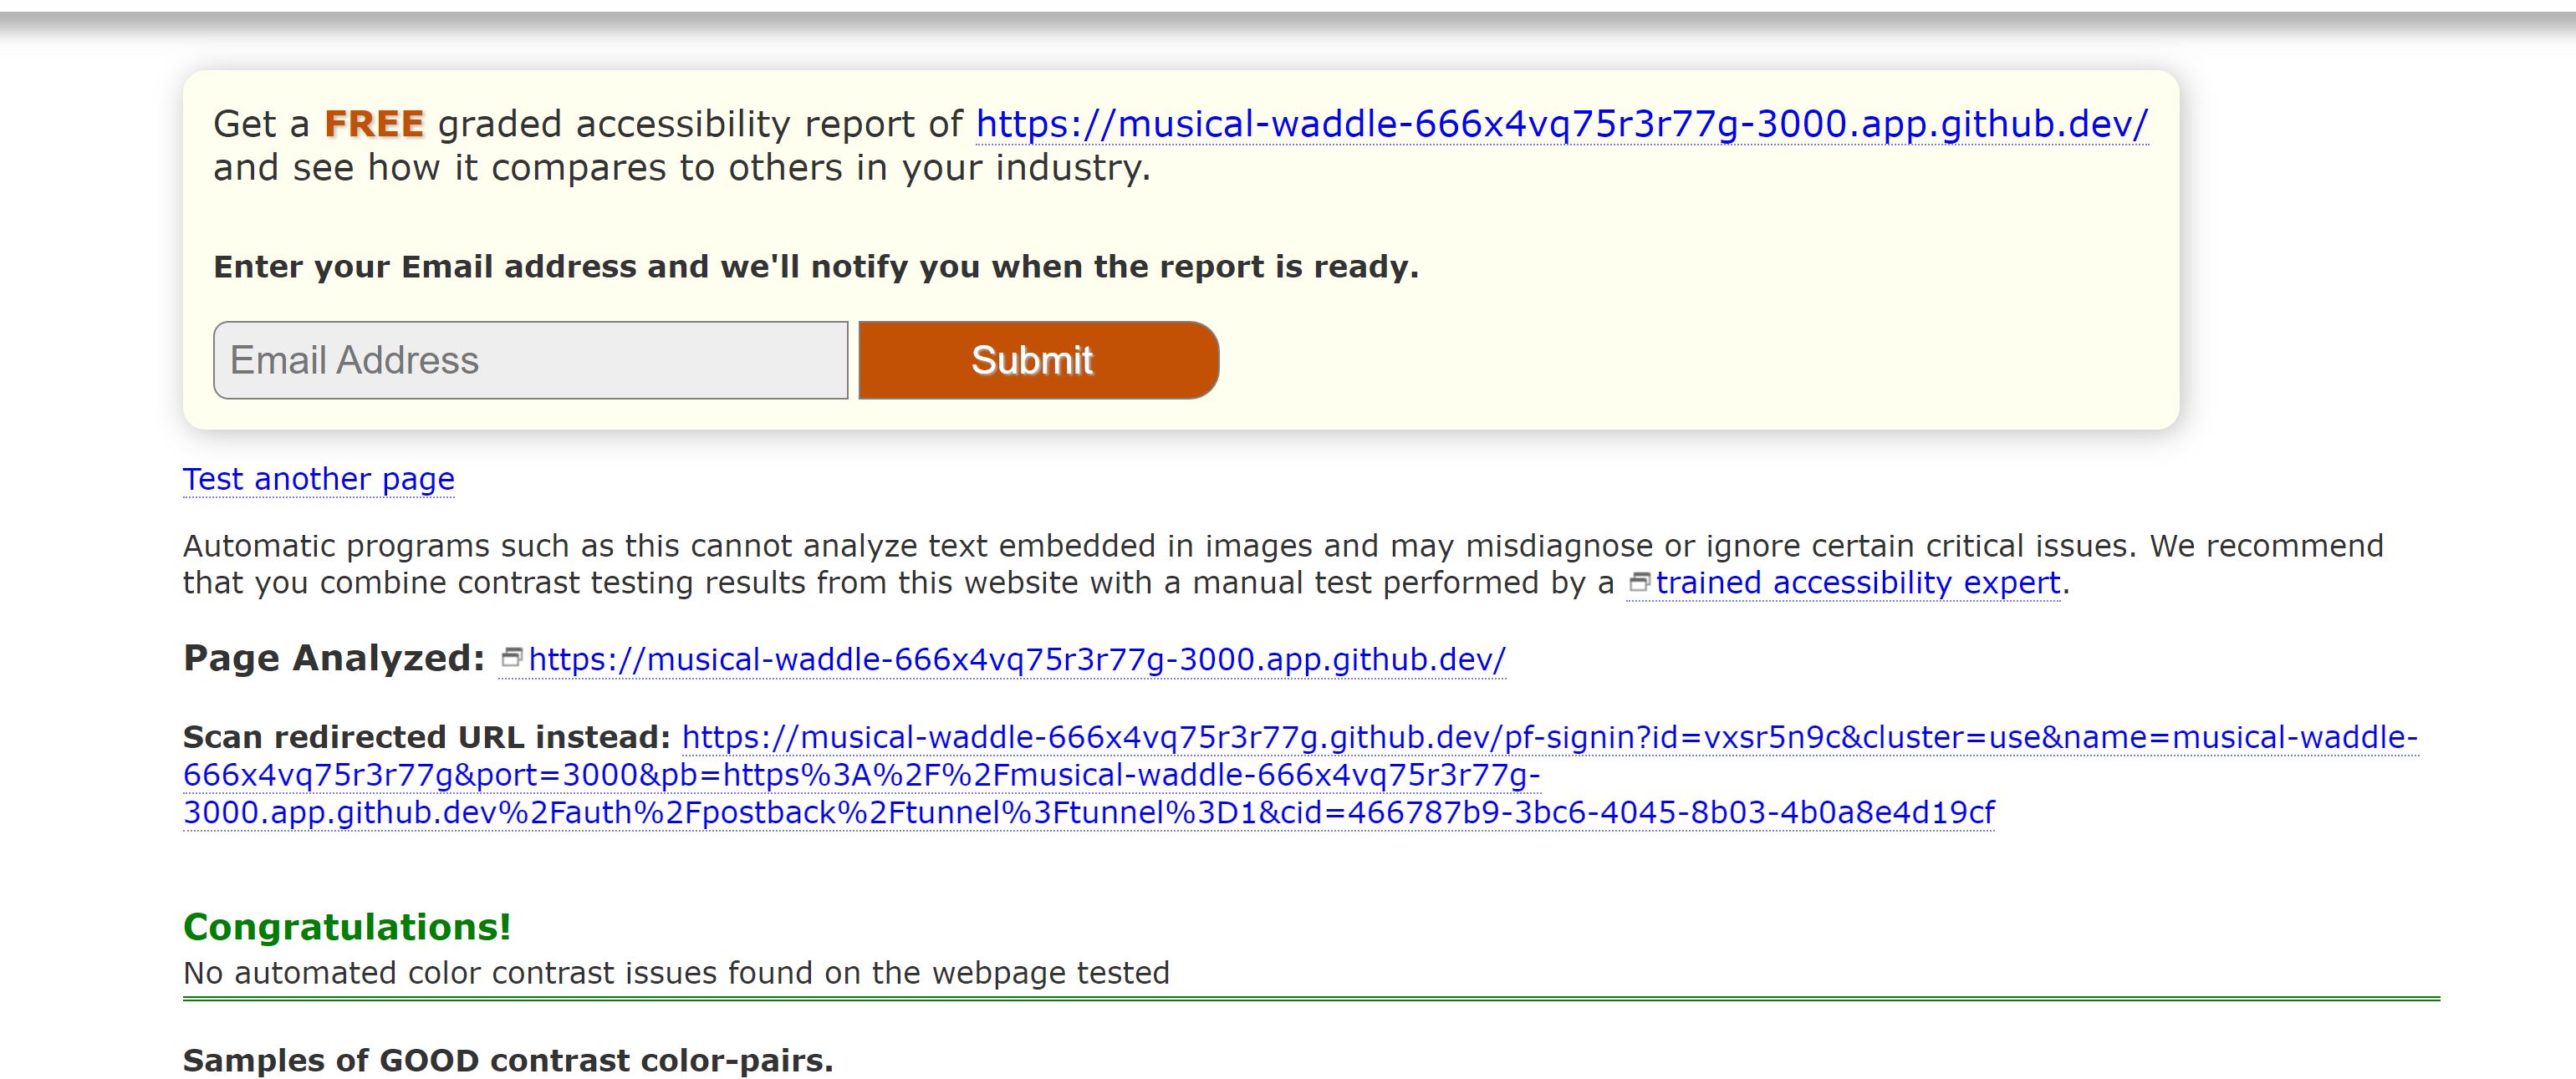 Get a FREE graded accessibility report of https://musical-waddle-666x4vq75r3r77g-3000.app.github.dev/
and see how it compares to others in your industry.
Enter your Email address and we'll notify you when the report is ready.
Email Address Submit
Test another page
Automatic programs such as this cannot analyze text embedded in images and may misdiagnose or ignore certain critical issues. We recommend
that you combine contrast testing results from this website with a manual test performed by a trained accessibility expert.
Page Analyzed: https://musical-waddle-666x4vq75r3r77g-3000.app.github.dev/
Scan redirected URL instead: https://musical-waddle-666x4vq75r3r77g.github.dev/pf-signin?id=vxsr5n9c&cluster=use&name=musical-waddle-
666x4vq75r3r77g&port=3000&pb=https%3A%2F%2Fmusical-waddle-666x4vq75r3r77g-
3000.app.github.dev%2Fauth%2Fpostback%2Ftunnel%3Ftunnel%3D1&cid=466787b9-3bc6-4045-8b03-4b0a8e4d19cf
Congratulations!
No automated color contrast issues found on the webpage tested
Samples of GOOD contrast color-pairs.